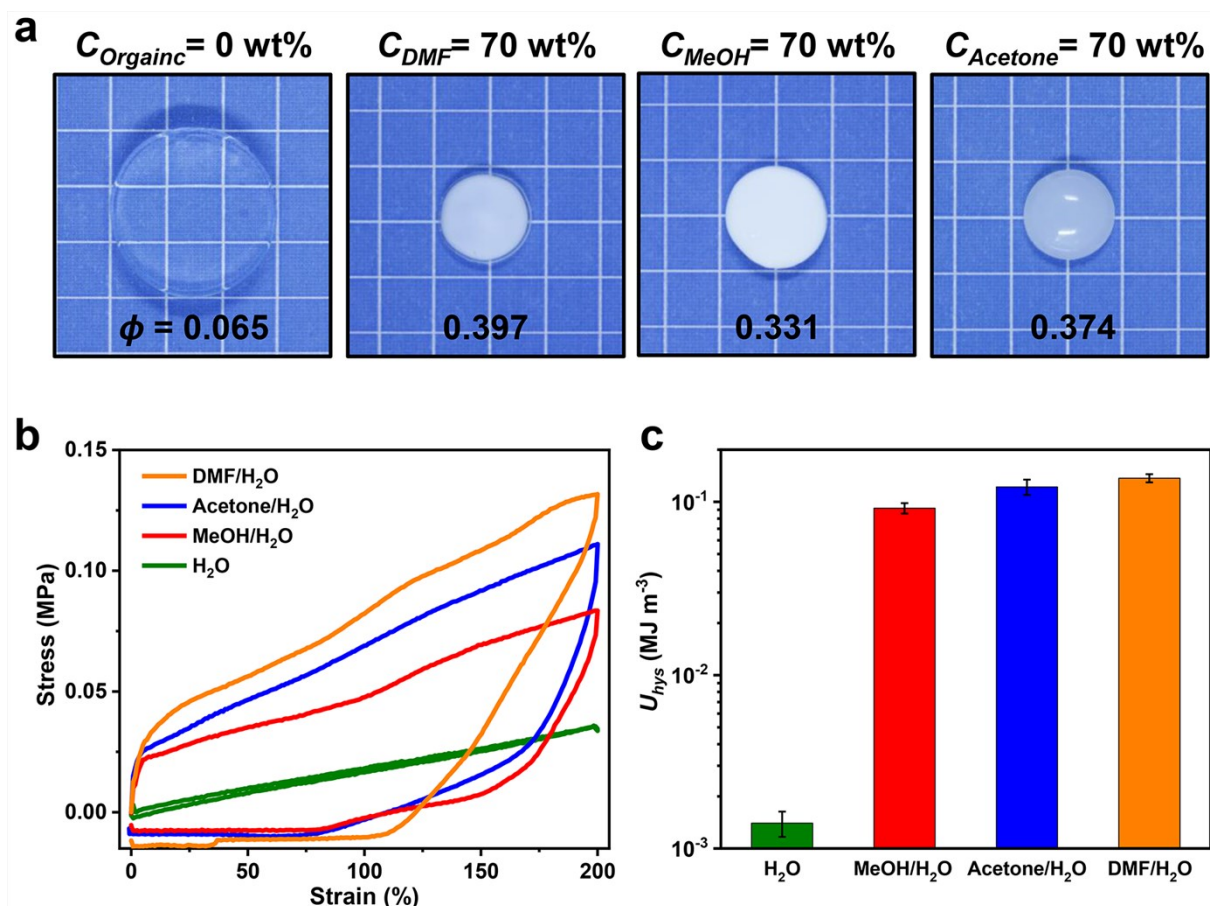 a
C_Orgainc = 0 wt% C_DMF = 70 wt% C_MeOH = 70 wt% C_Acetone = 70 wt%
ϕ = 0.065 0.397 0.331 0.374
b
0.15
0.10
0.05
0.00
Stress (MPa)
DMF/H₂O
Acetone/H₂O
MeOH/H₂O
H₂O
0 50 100 150 200
Strain (%)
c
10⁻¹
10⁻²
10⁻³
U_hys (MJ m⁻³)
H₂O MeOH/H₂O Acetone/H₂O DMF/H₂O